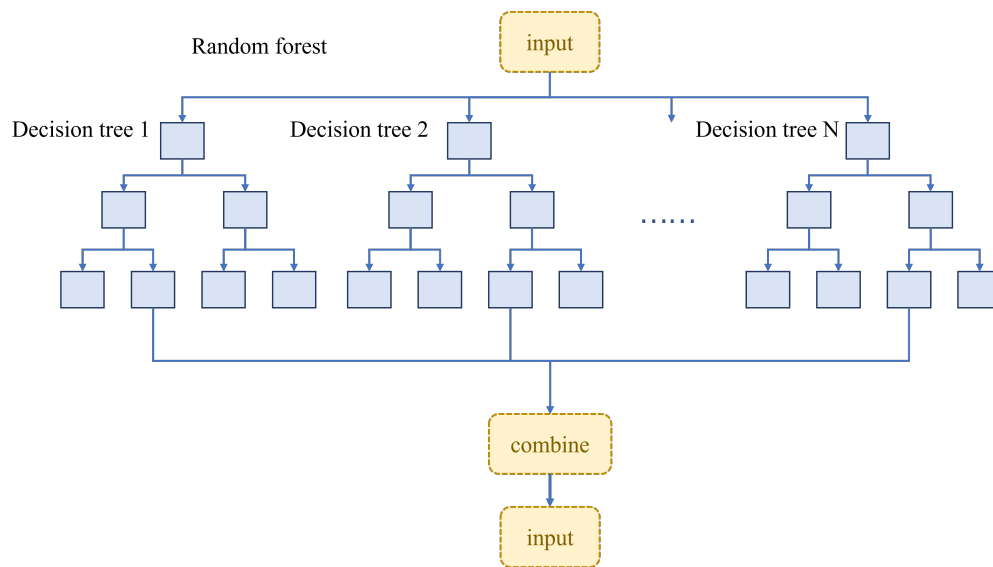 input
Random forest
Decision tree 1
Decision tree 2
Decision tree N
……
combine
input